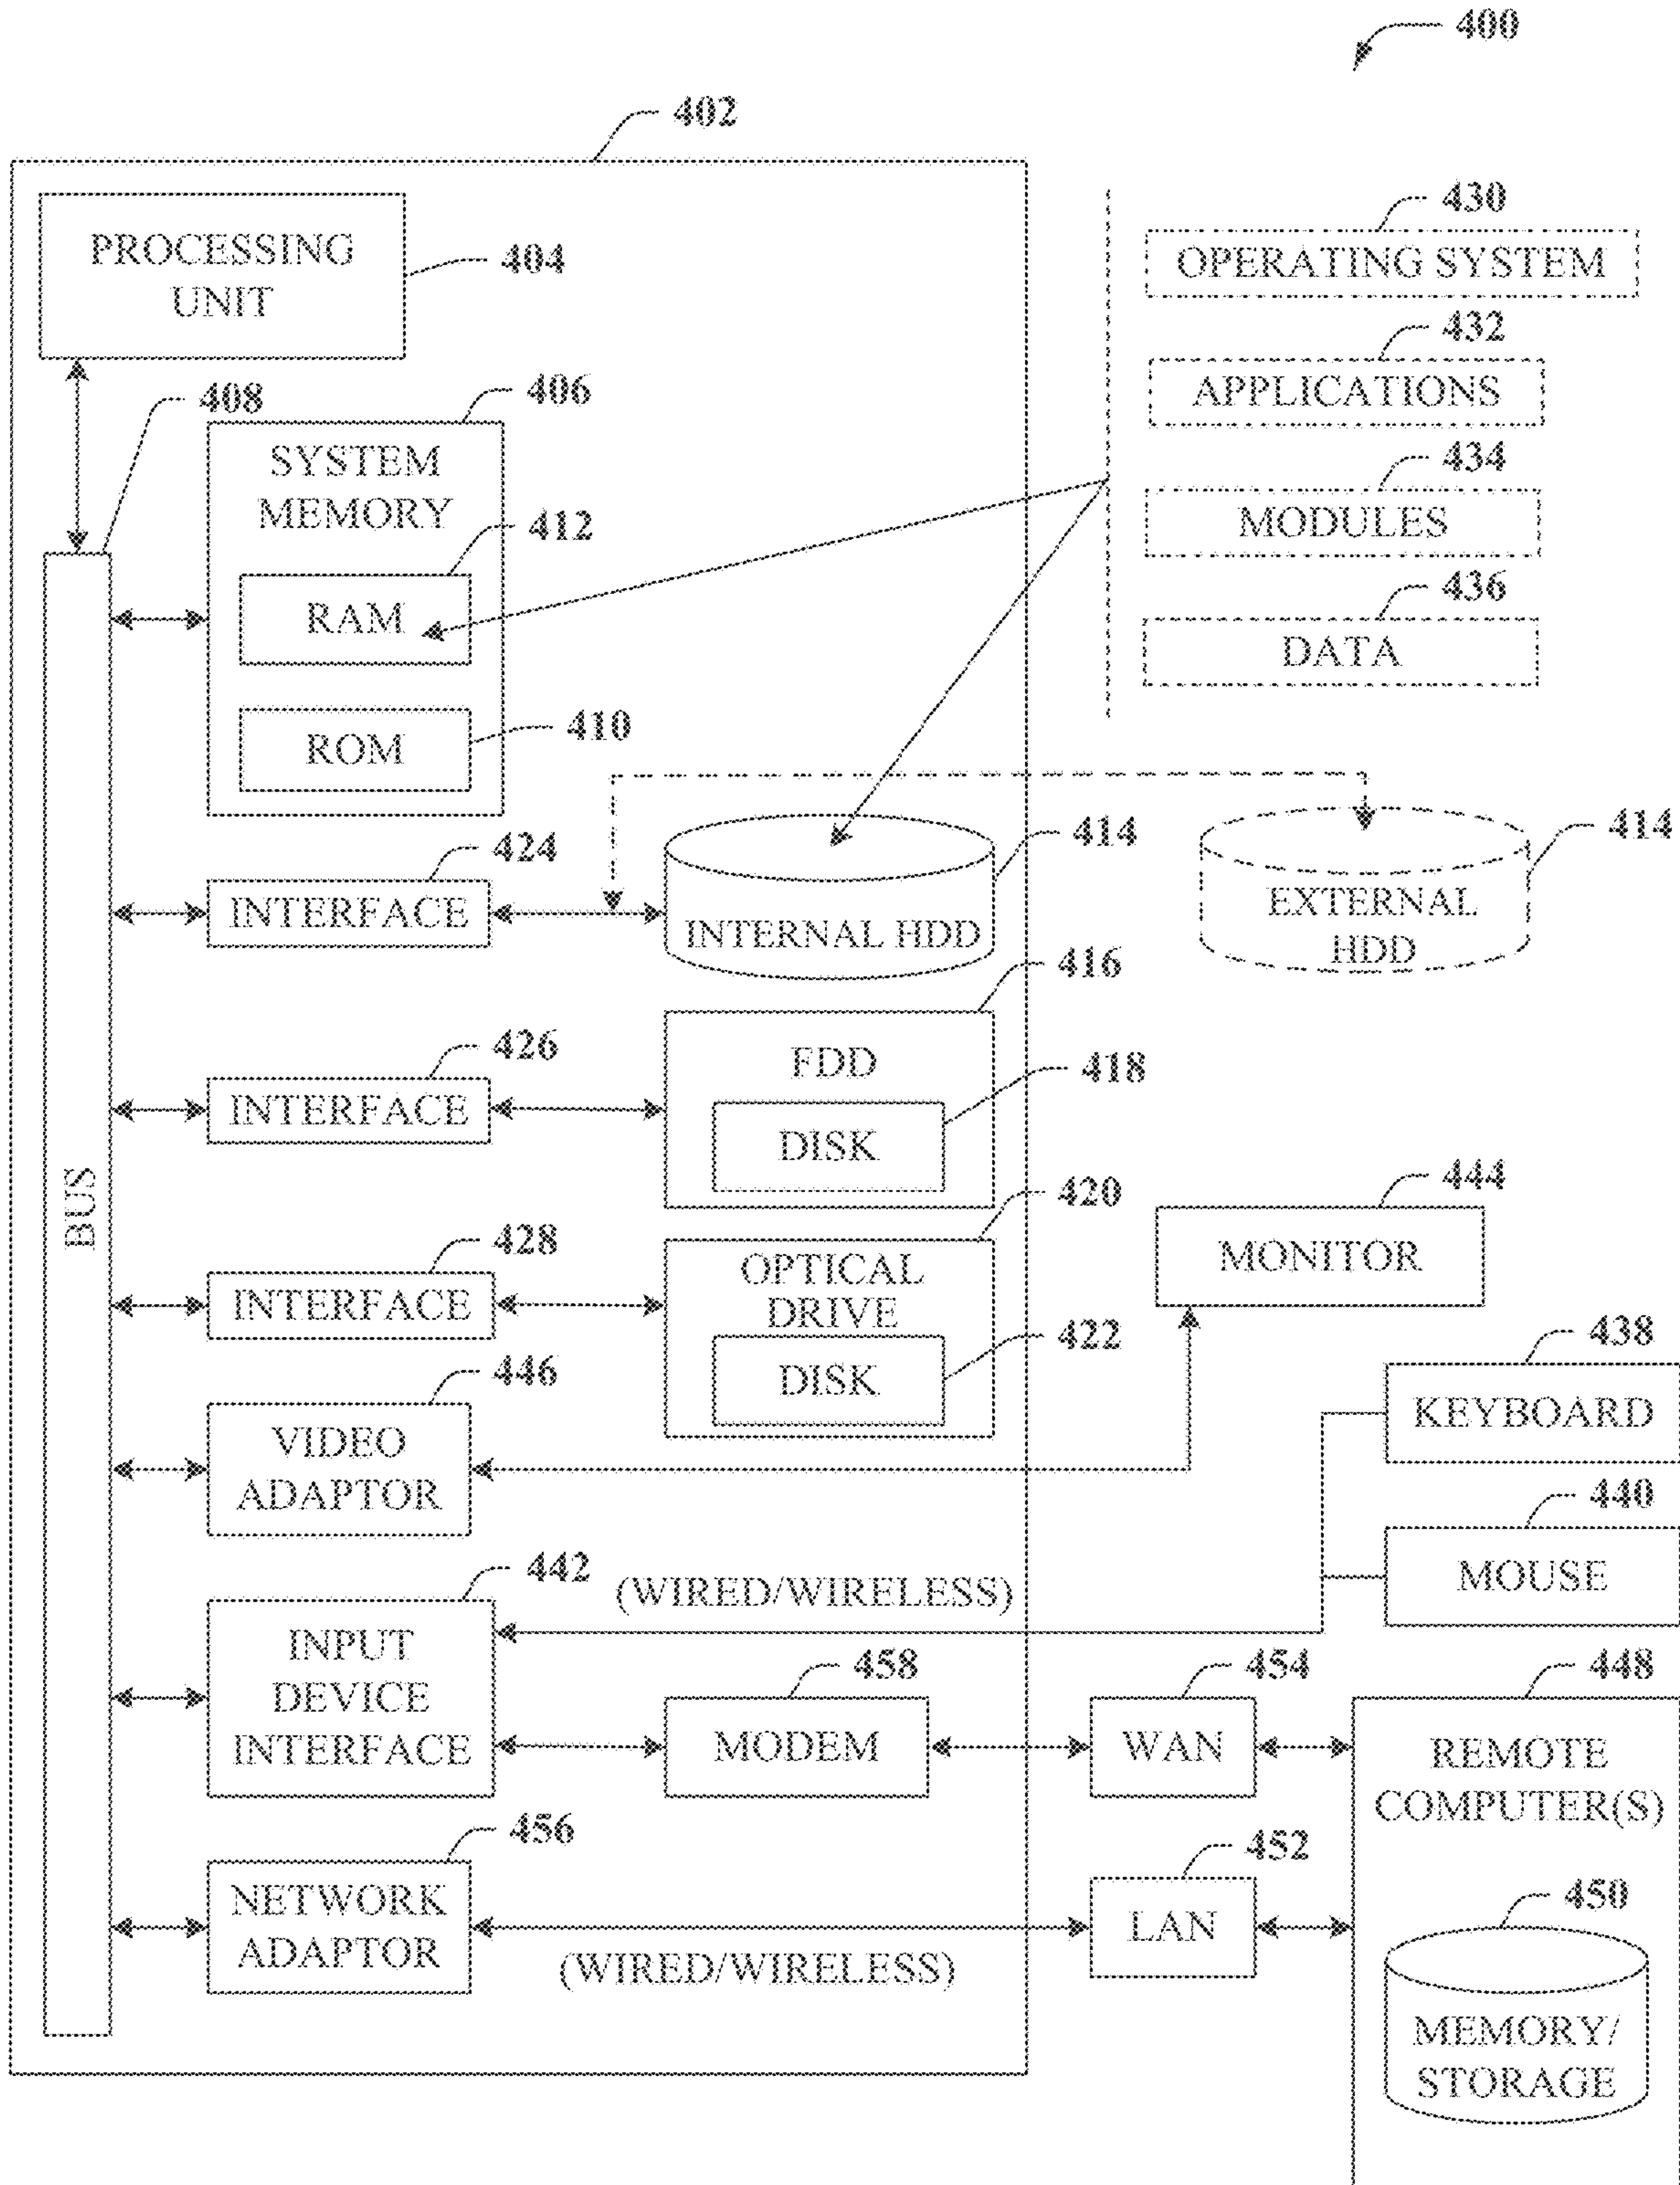 400
402
PROCESSING
UNIT
404
430
OPERATING SYSTEM
432
APPLICATIONS
434
MODULES
436
DATA
408
406
SYSTEM
MEMORY
412
RAM
410
ROM
424
INTERFACE
414
INTERNAL HDD
414
EXTERNAL
HDD
426
INTERFACE
416
FDD
418
DISK
BUS
428
INTERFACE
420
OPTICAL
DRIVE
422
DISK
444
MONITOR
438
KEYBOARD
446
VIDEO
ADAPTOR
440
MOUSE
442
INPUT
DEVICE
INTERFACE
(WIRED/WIRELESS)
458
MODEM
454
WAN
448
REMOTE
COMPUTER(S)
456
NETWORK
ADAPTOR
(WIRED/WIRELESS)
452
LAN
450
MEMORY/
STORAGE